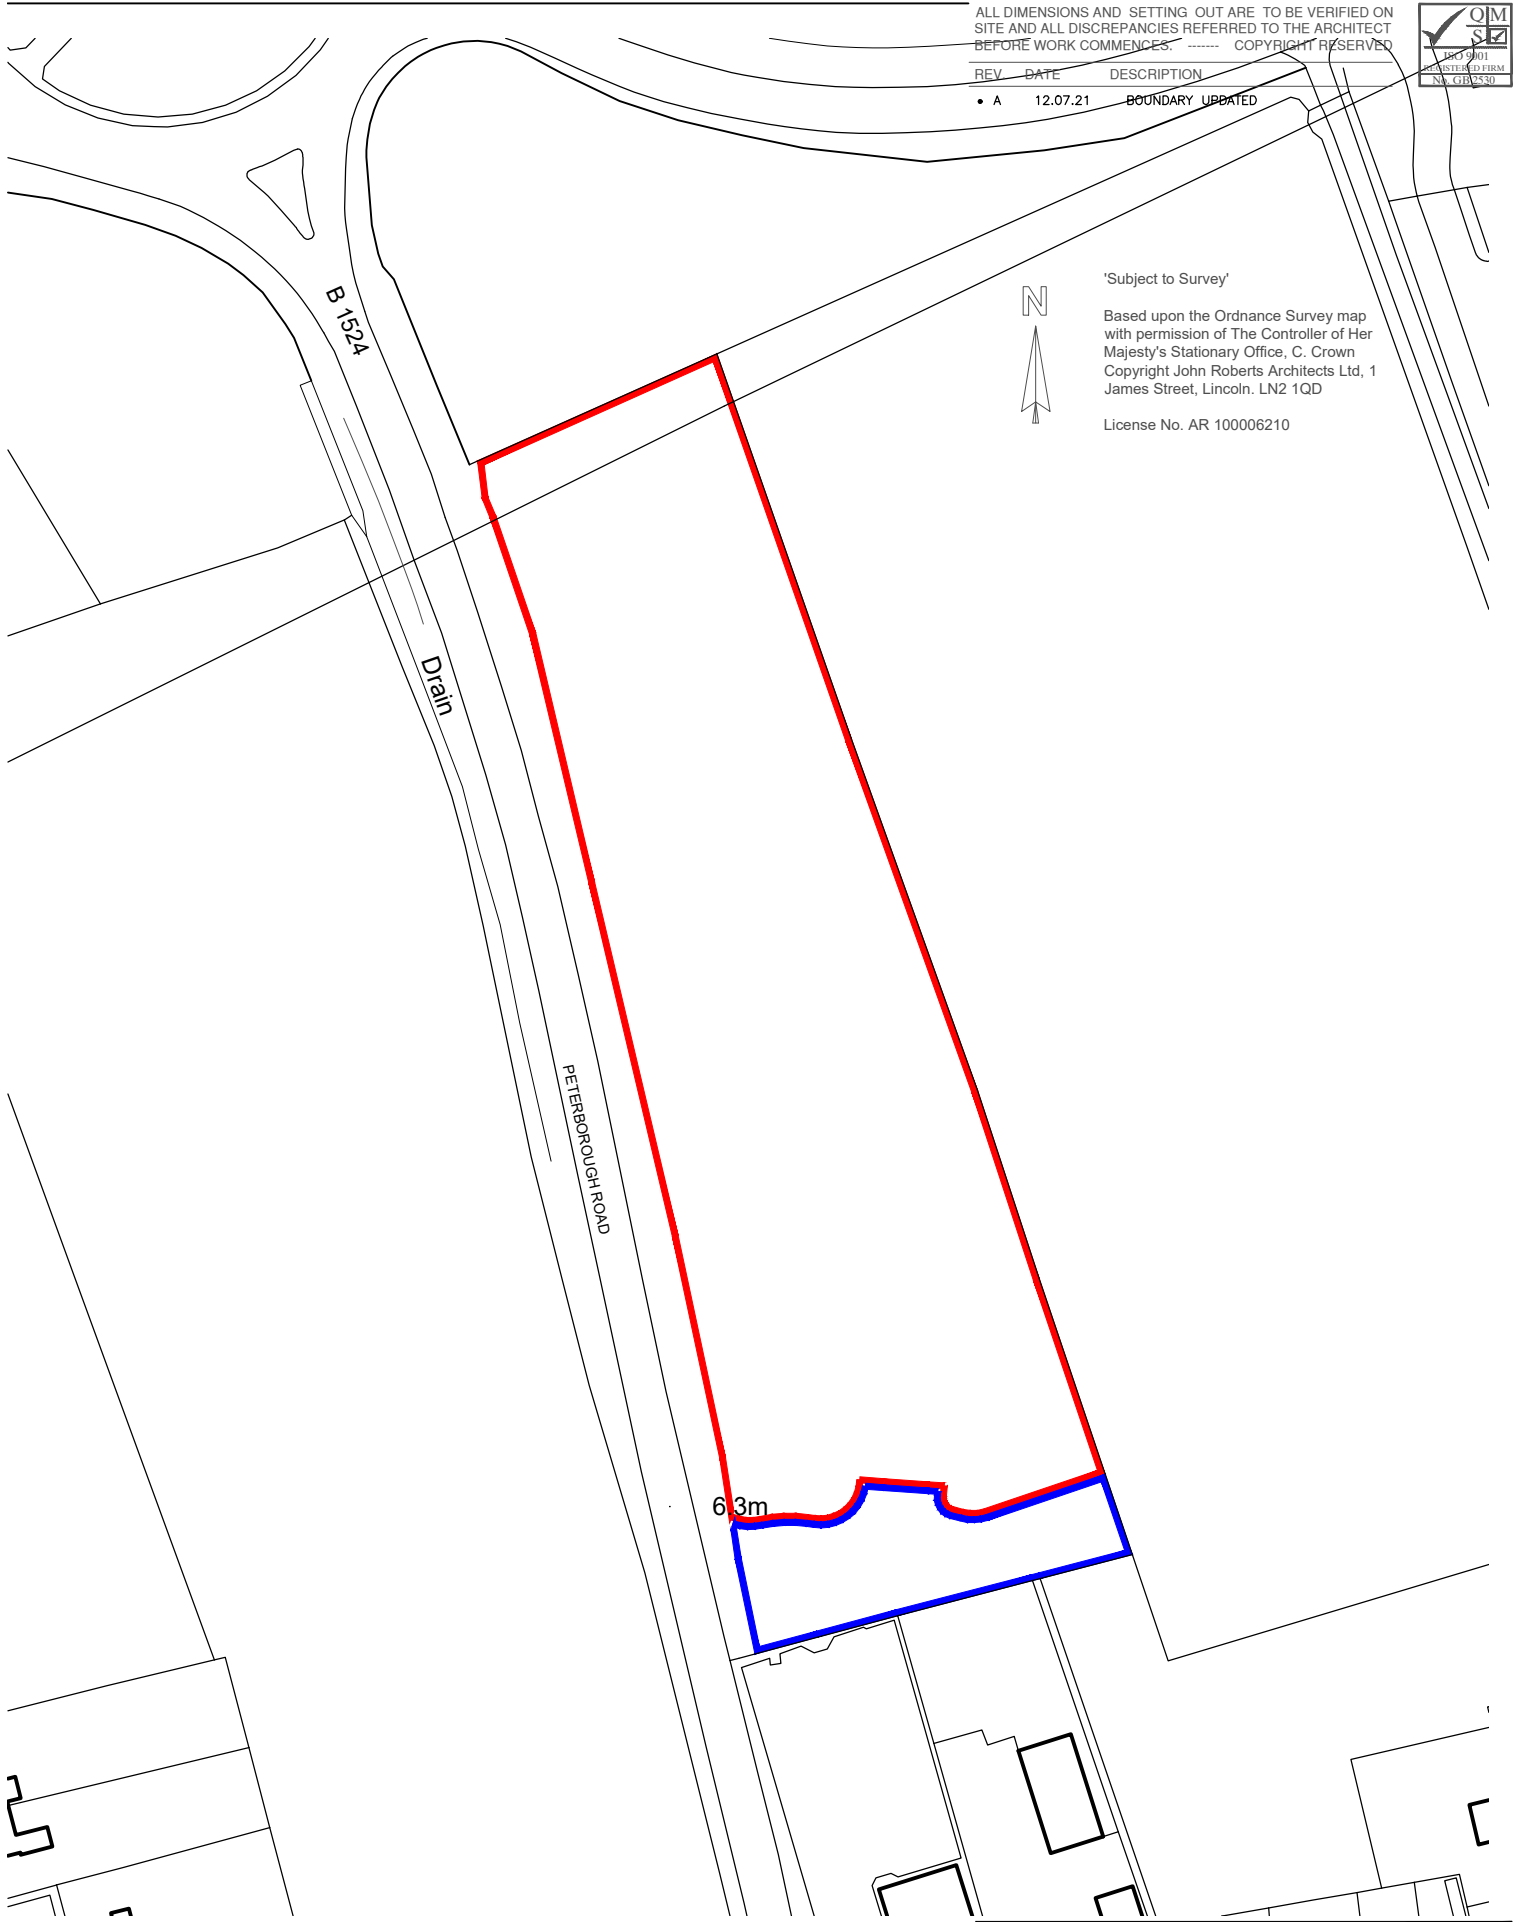 ALL DIMENSIONS AND SETTING OUT ARE TO BE VERIFIED ON
SITE AND ALL DISCREPANCIES REFERRED TO THE ARCHITECT
BEFORE WORK COMMENCES. ------- COPYRIGHT RESERVED
REV. DATE DESCRIPTION
• A 12.07.21 BOUNDARY UPDATED
Q M
S
ISO 9001
REGISTERED FIRM
No. GB 2530
N
'Subject to Survey'
Based upon the Ordnance Survey map
with permission of The Controller of Her
Majesty's Stationary Office, C. Crown
Copyright John Roberts Architects Ltd, 1
James Street, Lincoln. LN2 1QD
License No. AR 100006210
B 1524
Drain
PETERBOROUGH ROAD
6.3m